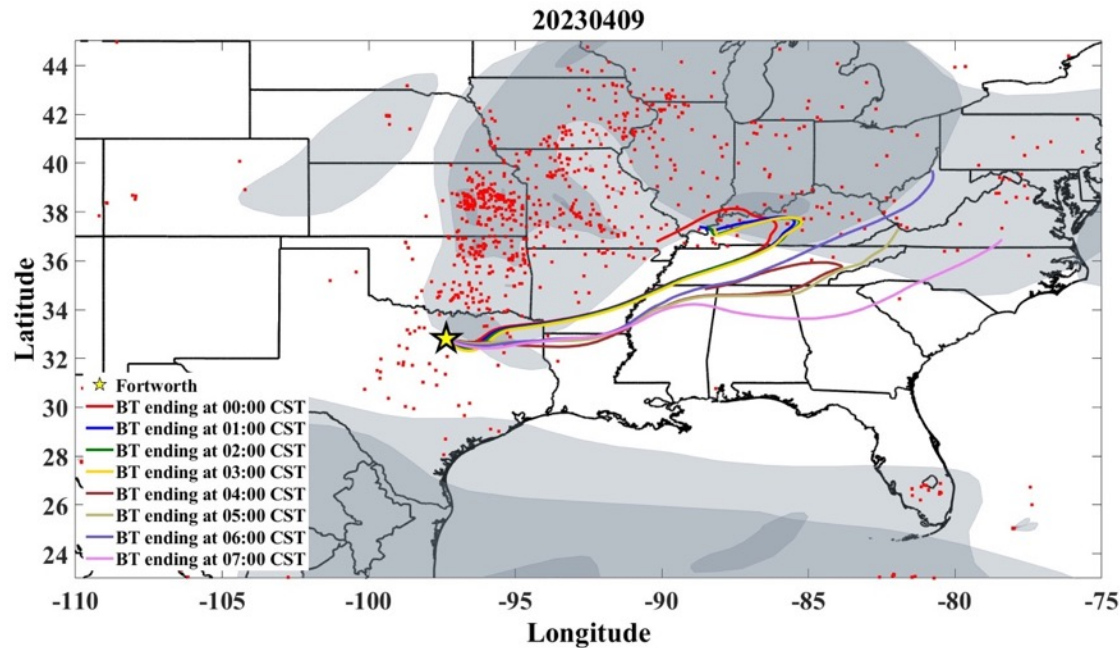 20230409
44
42
40
38
36
34
32
30
28
26
24
Latitude
Fortworth
BT ending at 00:00 CST
BT ending at 01:00 CST
BT ending at 02:00 CST
BT ending at 03:00 CST
BT ending at 04:00 CST
BT ending at 05:00 CST
BT ending at 06:00 CST
BT ending at 07:00 CST
-110 -105 -100 -95 -90 -85 -80 -75
Longitude